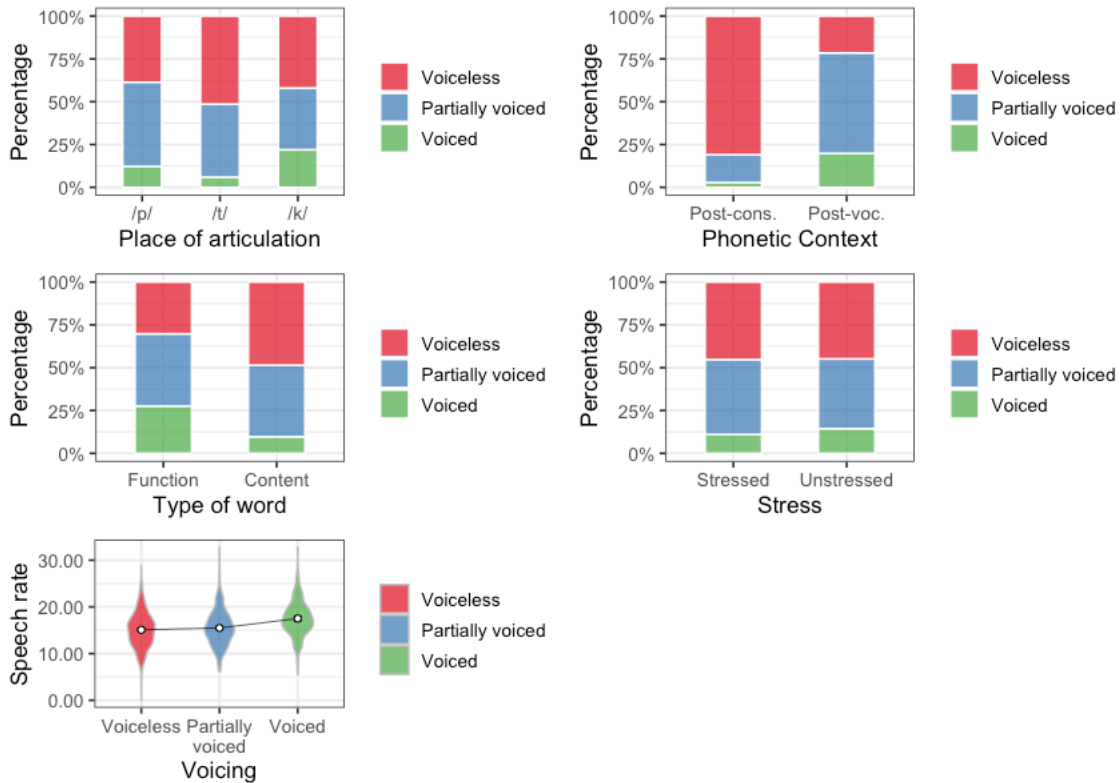 Percentage
100%
75%
50%
25%
0%
/p/ /t/ /k/
Place of articulation
Voiceless
Partially voiced
Voiced
Percentage
100%
75%
50%
25%
0%
Post-cons. Post-voc.
Phonetic Context
Voiceless
Partially voiced
Voiced
Percentage
100%
75%
50%
25%
0%
Function Content
Type of word
Voiceless
Partially voiced
Voiced
Percentage
100%
75%
50%
25%
0%
Stressed Unstressed
Stress
Voiceless
Partially voiced
Voiced
Speech rate
30.00
20.00
10.00
0.00
Voiceless Partially Voiced
voiced
Voicing
Voiceless
Partially voiced
Voiced